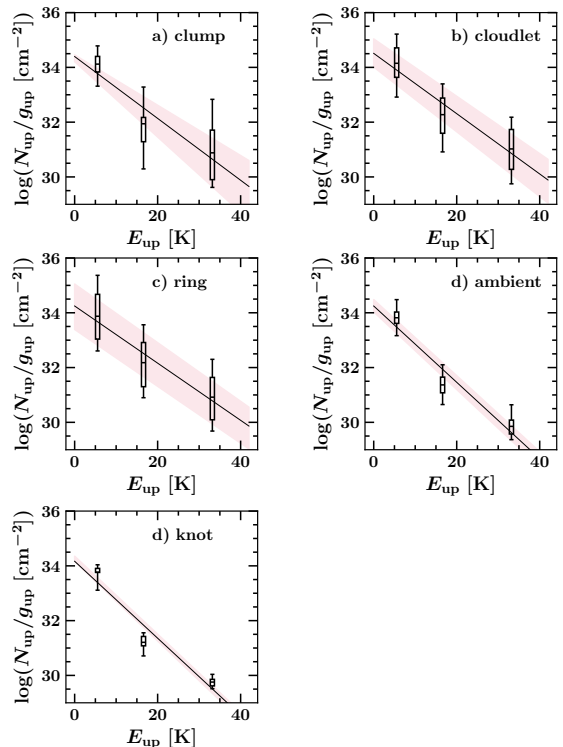 a) clump
36
34
32
30
log(N_up/g_up [cm^−2])
0 20 40
E_up [K]
b) cloudlet
36
34
32
30
log(N_up/g_up [cm^−2])
0 20 40
E_up [K]
c) ring
36
34
32
30
log(N_up/g_up [cm^−2])
0 20 40
E_up [K]
d) ambient
36
34
32
30
log(N_up/g_up [cm^−2])
0 20 40
E_up [K]
d) knot
36
34
31
30
log(N_up/g_up [cm^−2])
0 20 40
E_up [K]